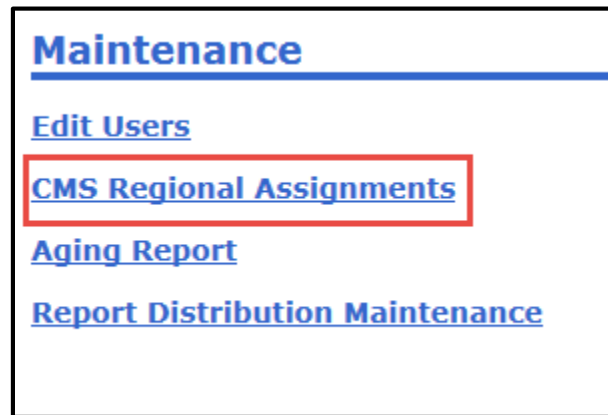 Maintenance
Edit Users
CMS Regional Assignments
Aging Report
Report Distribution Maintenance